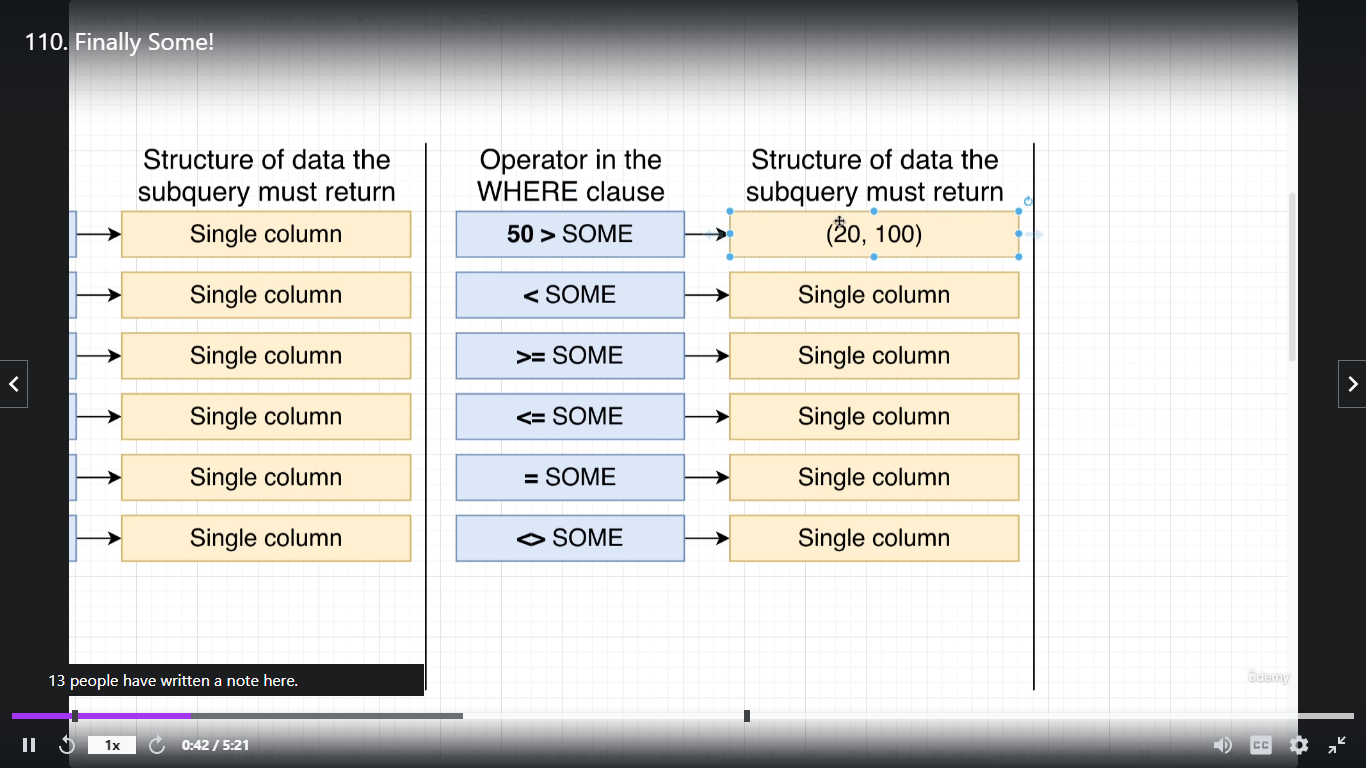 110. Finally Some!
Structure of data the
subquery must return
Single column
Single column
Single column
Single column
Single column
Single column
Operator in the
WHERE clause
50 > SOME
< SOME
>= SOME
<= SOME
= SOME
<> SOME
Structure of data the
subquery must return
(20, 100)
Single column
Single column
Single column
Single column
Single column
13 people have written a note here.
ûdemy
1x
0:42 / 5:21
CC